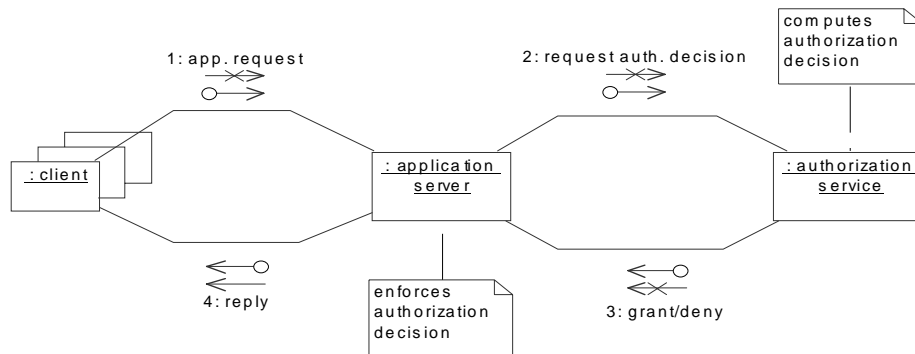 computes
authorization
decision
1: app. request
2: request auth. decision
: client
: application
server
: authorization
service
4: reply
enforces
authorization
decision
3: grant/deny